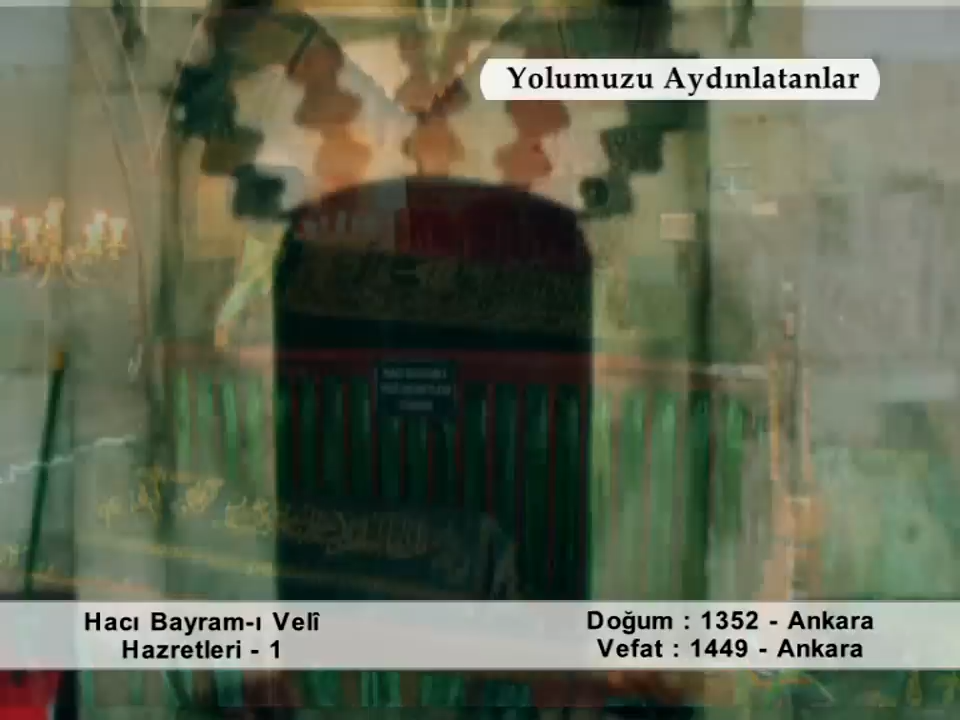 Yolumuzu Aydınlatanlar
Hacı Bayram-ı Velî
Hazretleri - 1
Doğum : 1352 - Ankara
Vefat : 1449 - Ankara